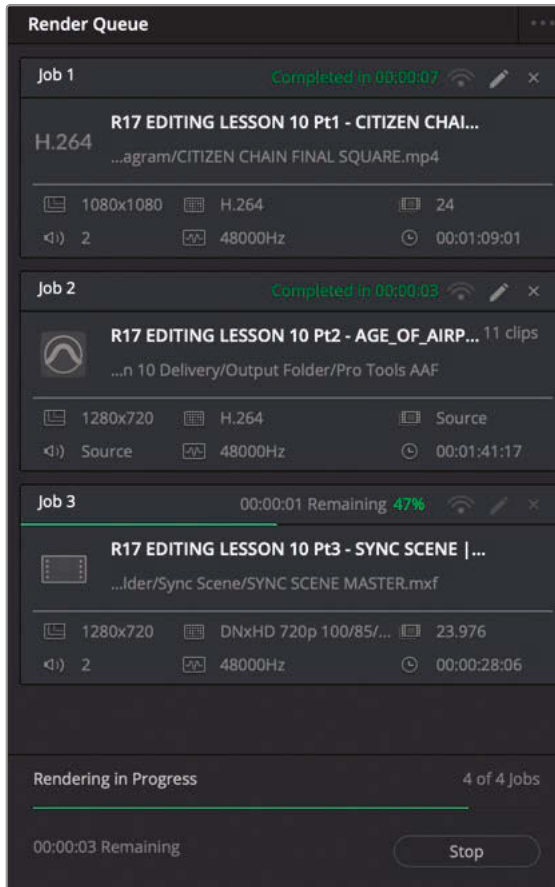 Render Queue
Job 1 Completed in 00:00:07
R17 EDITING LESSON 10 Pt1 - CITIZEN CHAI...
H.264
...agram/CITIZEN CHAIN FINAL SQUARE.mp4
1080x1080 H.264 24
2 48000Hz 00:01:09:01
Job 2 Completed in 00:00:03
R17 EDITING LESSON 10 Pt2 - AGE_OF_AIRP... 11 clips
...n 10 Delivery/Output Folder/Pro Tools AAF
1280x720 H.264 Source
Source 48000Hz 00:01:41:17
Job 3 00:00:01 Remaining 47%
R17 EDITING LESSON 10 Pt3 - SYNC SCENE |...
...lder/Sync Scene/SYNC SCENE MASTER.mxf
1280x720 DNxHD 720p 100/85/... 23.976
2 48000Hz 00:00:28:06
Rendering in Progress 4 of 4 Jobs
00:00:03 Remaining Stop